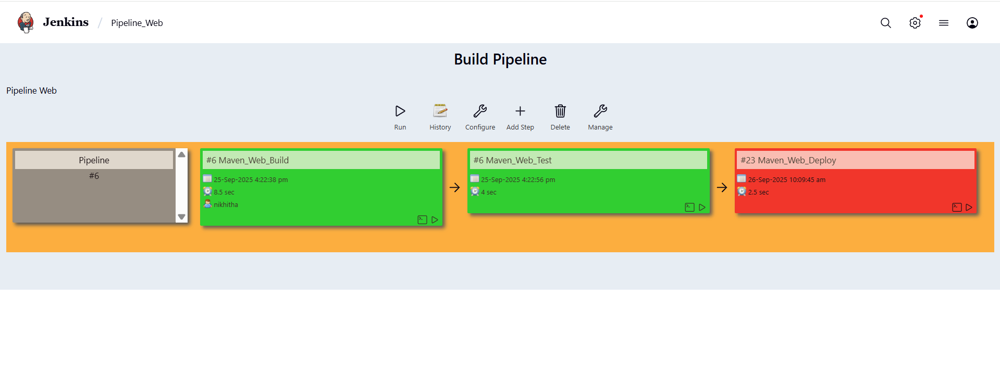 Jenkins / Pipeline_Web
Build Pipeline
Pipeline Web
Run History Configure Add Step Delete Manage
Pipeline
#6
#6 Maven_Web_Build
25-Sep-2025 4:22:38 pm
8.5 sec
nikhitha
#6 Maven_Web_Test
25-Sep-2025 4:22:56 pm
4 sec
#23 Maven_Web_Deploy
26-Sep-2025 10:09:45 am
2.5 sec